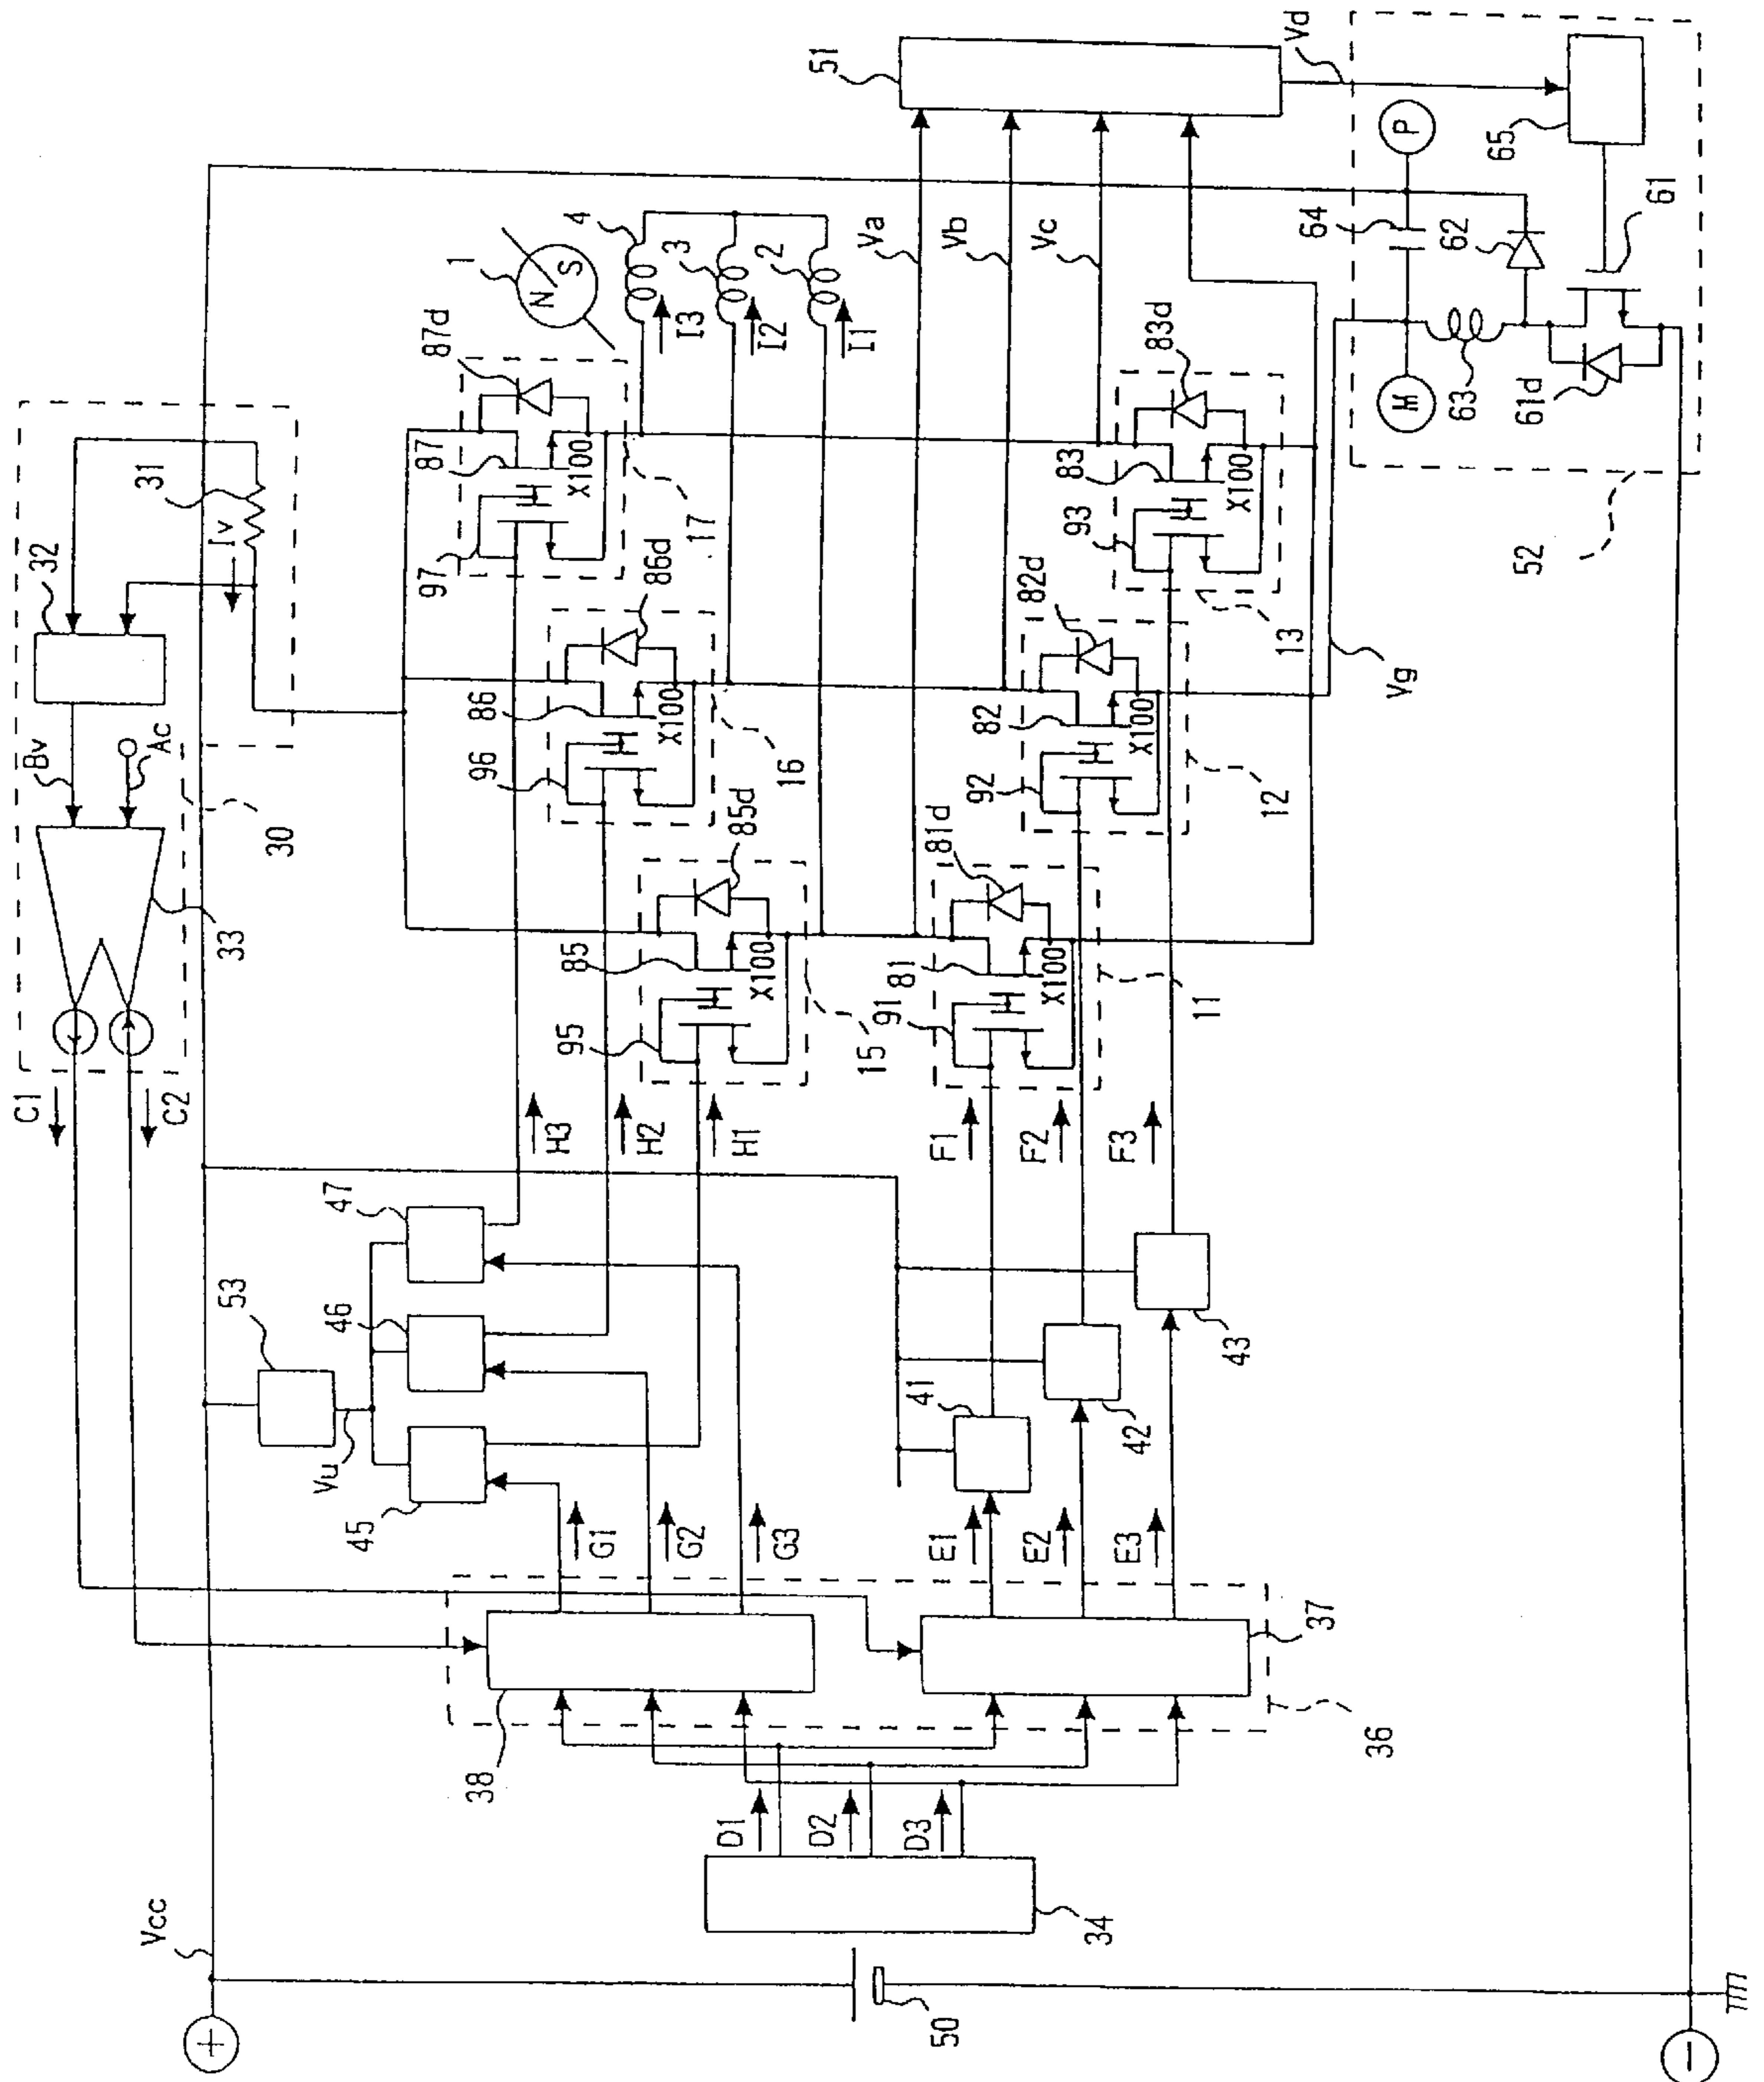 Vcc
+
50
−
34
D1
D2
D3
38
36
37
G1
G2
G3
E1
E2
E3
53
Vu
45
46
47
41
42
43
C1
C2
H3
H2
H1
F1
F2
F3
33
30
Bv
Ac
32
Iv
31
95
85
X100
85d
15
96
86
X100
86d
16
97
87
X100
87d
17
91
81
X100
81d
11
92
82
X100
82d
12
93
83
X100
83d
13
1
N
S
4
3
2
I3
I2
I1
Va
Vb
Vc
51
Vd
Vg
52
M
P
64
63
62
61d
61
65